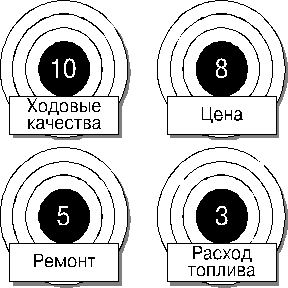 10
Ходовые
качества
8
Цена
5
Ремонт
3
Расход
топлива